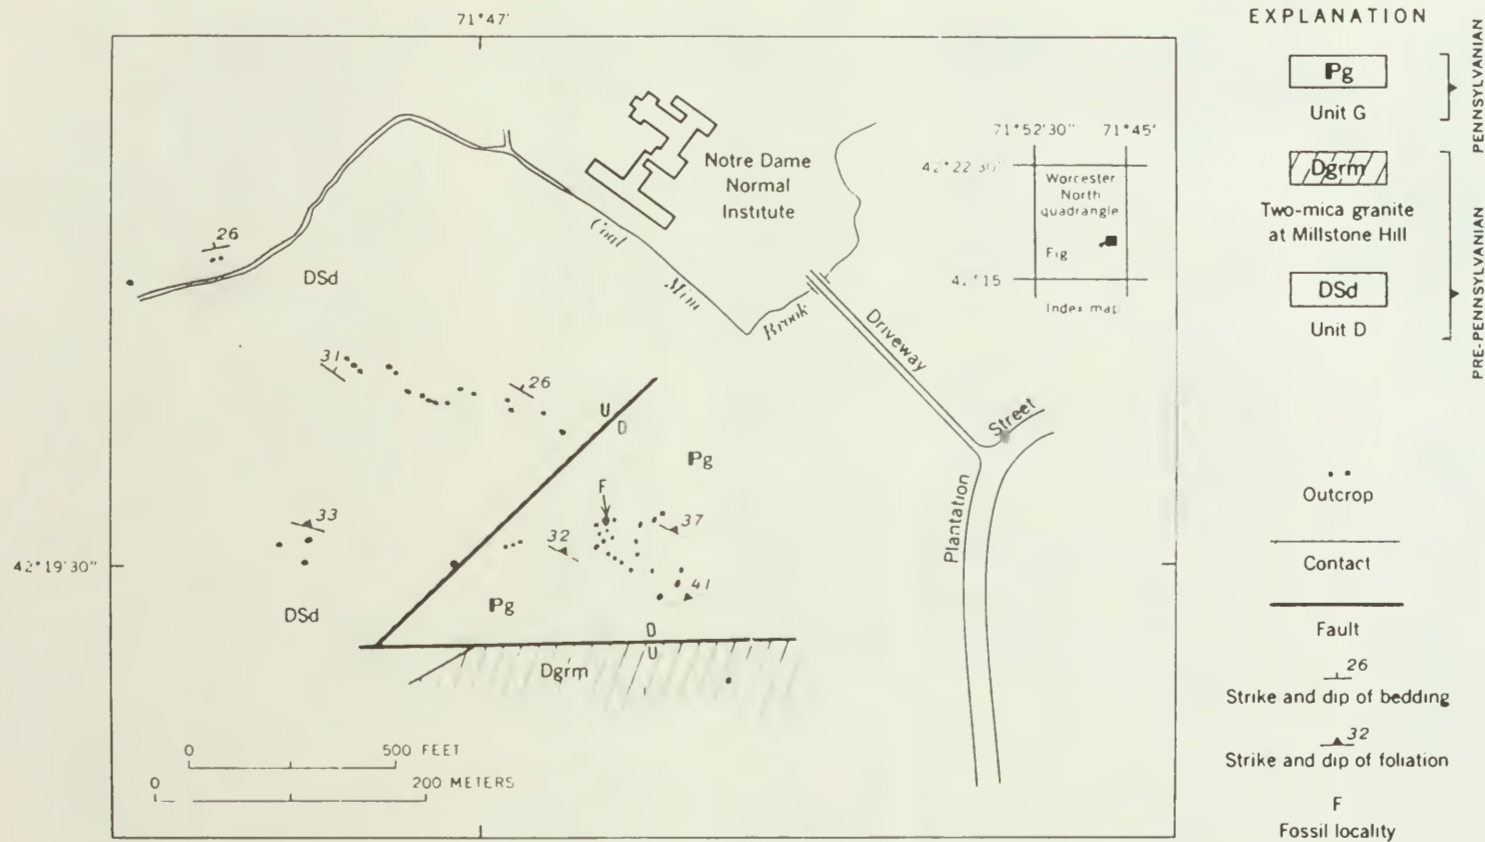 71°47'
EXPLANATION
Pg
Unit G
PENNSYLVANIAN
Dgrm
Two-mica granite
at Millstone Hill
DSd
Unit D
PRE-PENNSYLVANIAN
Outcrop
Contact
Fault
26
Strike and dip of bedding
32
Strike and dip of foliation
F
Fossil locality
Notre Dame
Normal
Institute
71°52'30" 71°45'
42°22'30"
Worcester
North
quadrangle
Fig
Index map
26
DSd
Coal
Mine
Brook
Driveway
Street
Plantation
31
26
U
D
Pg
F
33
32
37
42°19'30"
41
DSd
Pg
D
U
Dgrm
0 500 FEET
0 200 METERS